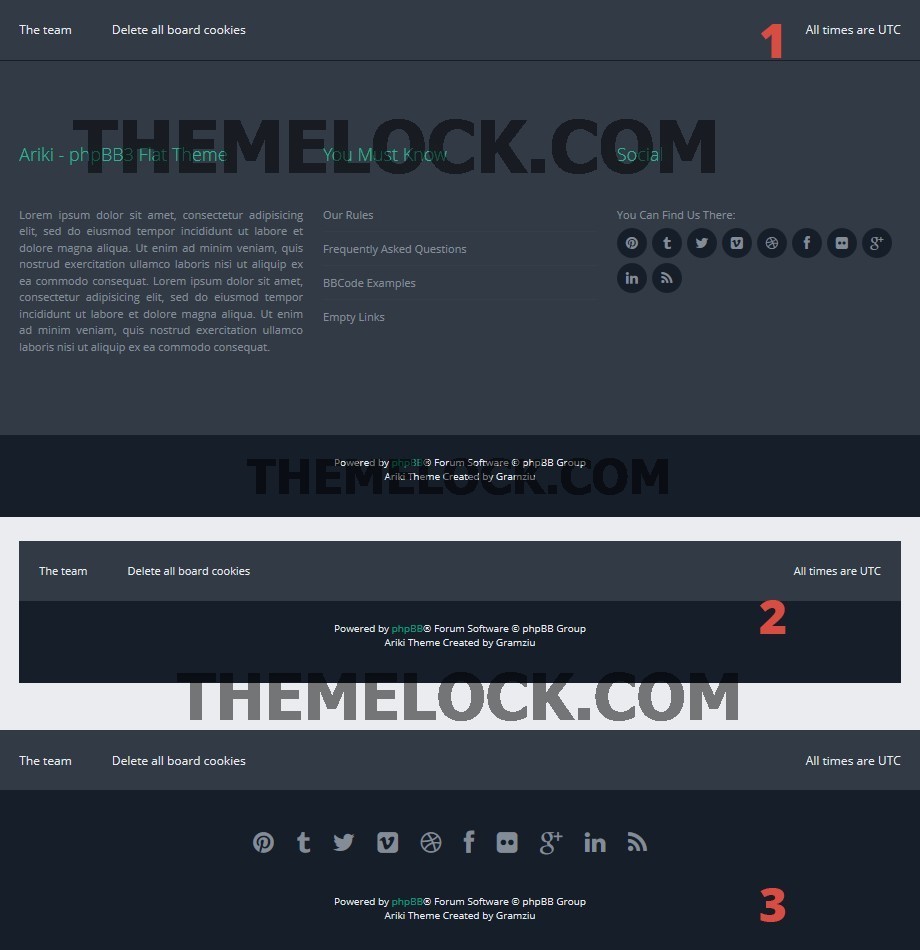 The team Delete all board cookies 1 All times are UTC
THEMELOCK.COM
Ariki - phpBB3 Flat Theme
Lorem ipsum dolor sit amet, consectetur adipisicing
elit, sed do eiusmod tempor incididunt ut labore et
dolore magna aliqua. Ut enim ad minim veniam, quis
nostrud exercitation ullamco laboris nisi ut aliquip ex
ea commodo consequat. Lorem ipsum dolor sit amet,
consectetur adipisicing elit, sed do eiusmod tempor
incididunt ut labore et dolore magna aliqua. Ut enim
ad minim veniam, quis nostrud exercitation ullamco
laboris nisi ut aliquip ex ea commodo consequat.
You Must Know
Our Rules
Frequently Asked Questions
BBCode Examples
Empty Links
Social
You Can Find Us There:
THEMELOCK.COM
Powered by phpBB® Forum Software © phpBB Group
Ariki Theme Created by Gramziu
The team Delete all board cookies All times are UTC
2
Powered by phpBB® Forum Software © phpBB Group
Ariki Theme Created by Gramziu
THEMELOCK.COM
The team Delete all board cookies All times are UTC
3
Powered by phpBB® Forum Software © phpBB Group
Ariki Theme Created by Gramziu